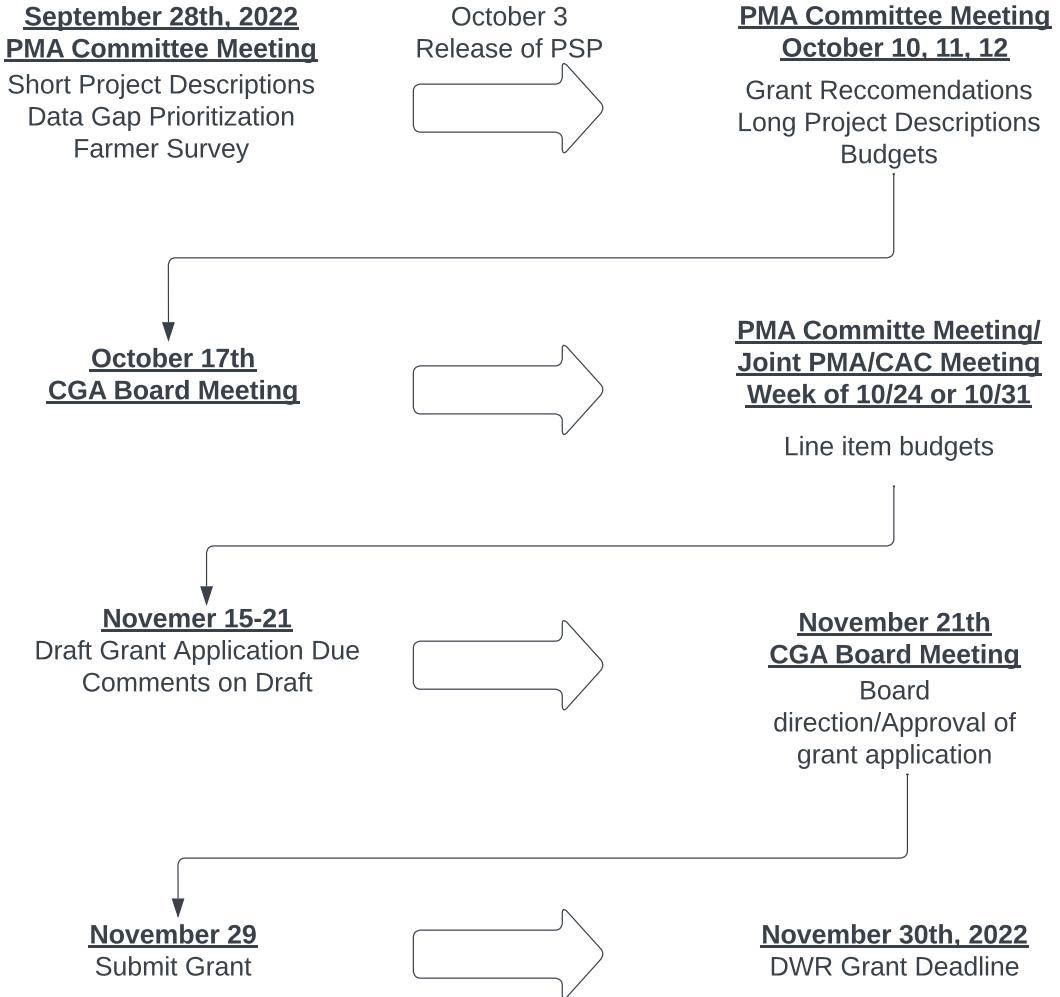 September 28th, 2022
PMA Committee Meeting
Short Project Descriptions
Data Gap Prioritization
Farmer Survey
October 3
Release of PSP
PMA Committee Meeting
October 10, 11, 12
Grant Reccomendations
Long Project Descriptions
Budgets
October 17th
CGA Board Meeting
PMA Committe Meeting/
Joint PMA/CAC Meeting
Week of 10/24 or 10/31
Line item budgets
Novemer 15-21
Draft Grant Application Due
Comments on Draft
November 21th
CGA Board Meeting
Board
direction/Approval of
grant application
November 29
Submit Grant
November 30th, 2022
DWR Grant Deadline